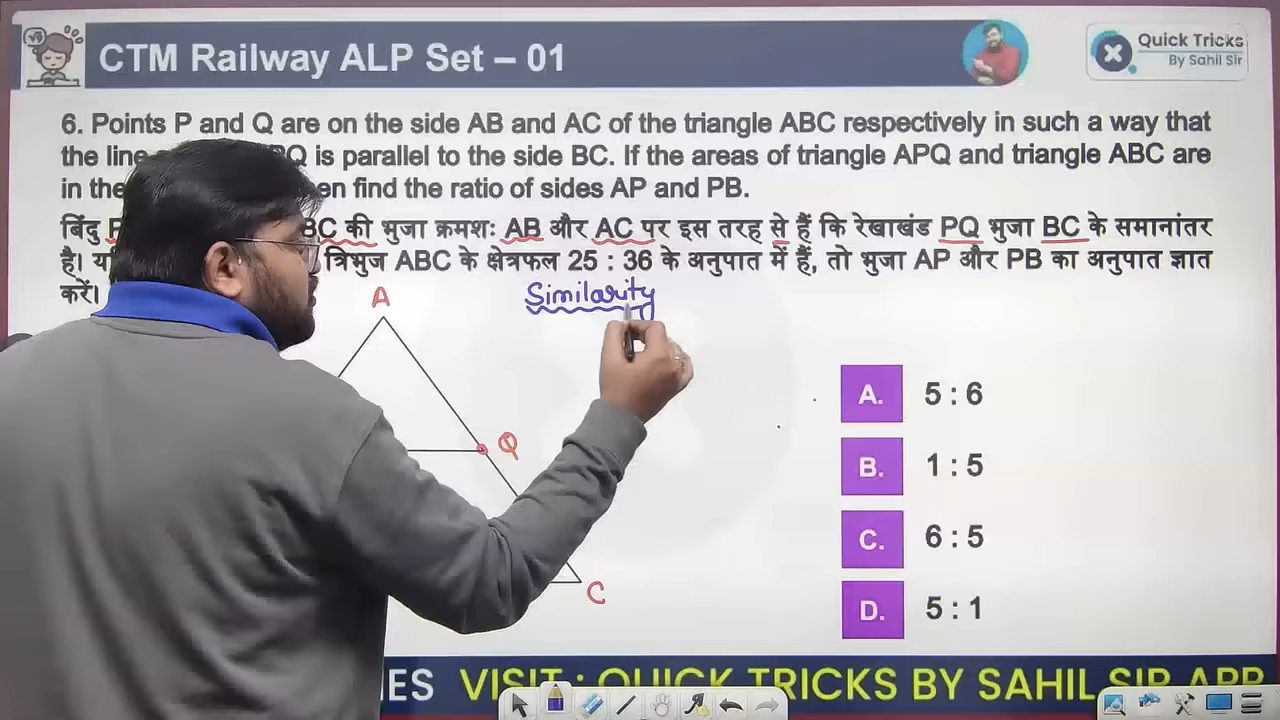 CTM Railway ALP Set – 01
Quick Tricks
By Sahil Sir
6. Points P and Q are on the side AB and AC of the triangle ABC respectively in such a way that
the line PQ is parallel to the side BC. If the areas of triangle APQ and triangle ABC are
in the find the ratio of sides AP and PB.
बिंदु की भुजा क्रमशः AB और AC पर इस तरह से हैं कि रेखाखंड PQ भुजा BC के समानांतर
है। त्रिभुज ABC के क्षेत्रफल 25 : 36 के अनुपात में हैं, तो भुजा AP और PB का अनुपात ज्ञात
करें।
Similarity
A
Q
C
A. 5 : 6
B. 1 : 5
C. 6 : 5
D. 5 : 1
VISIT : QUICK TRICKS BY SAHIL SIR APP